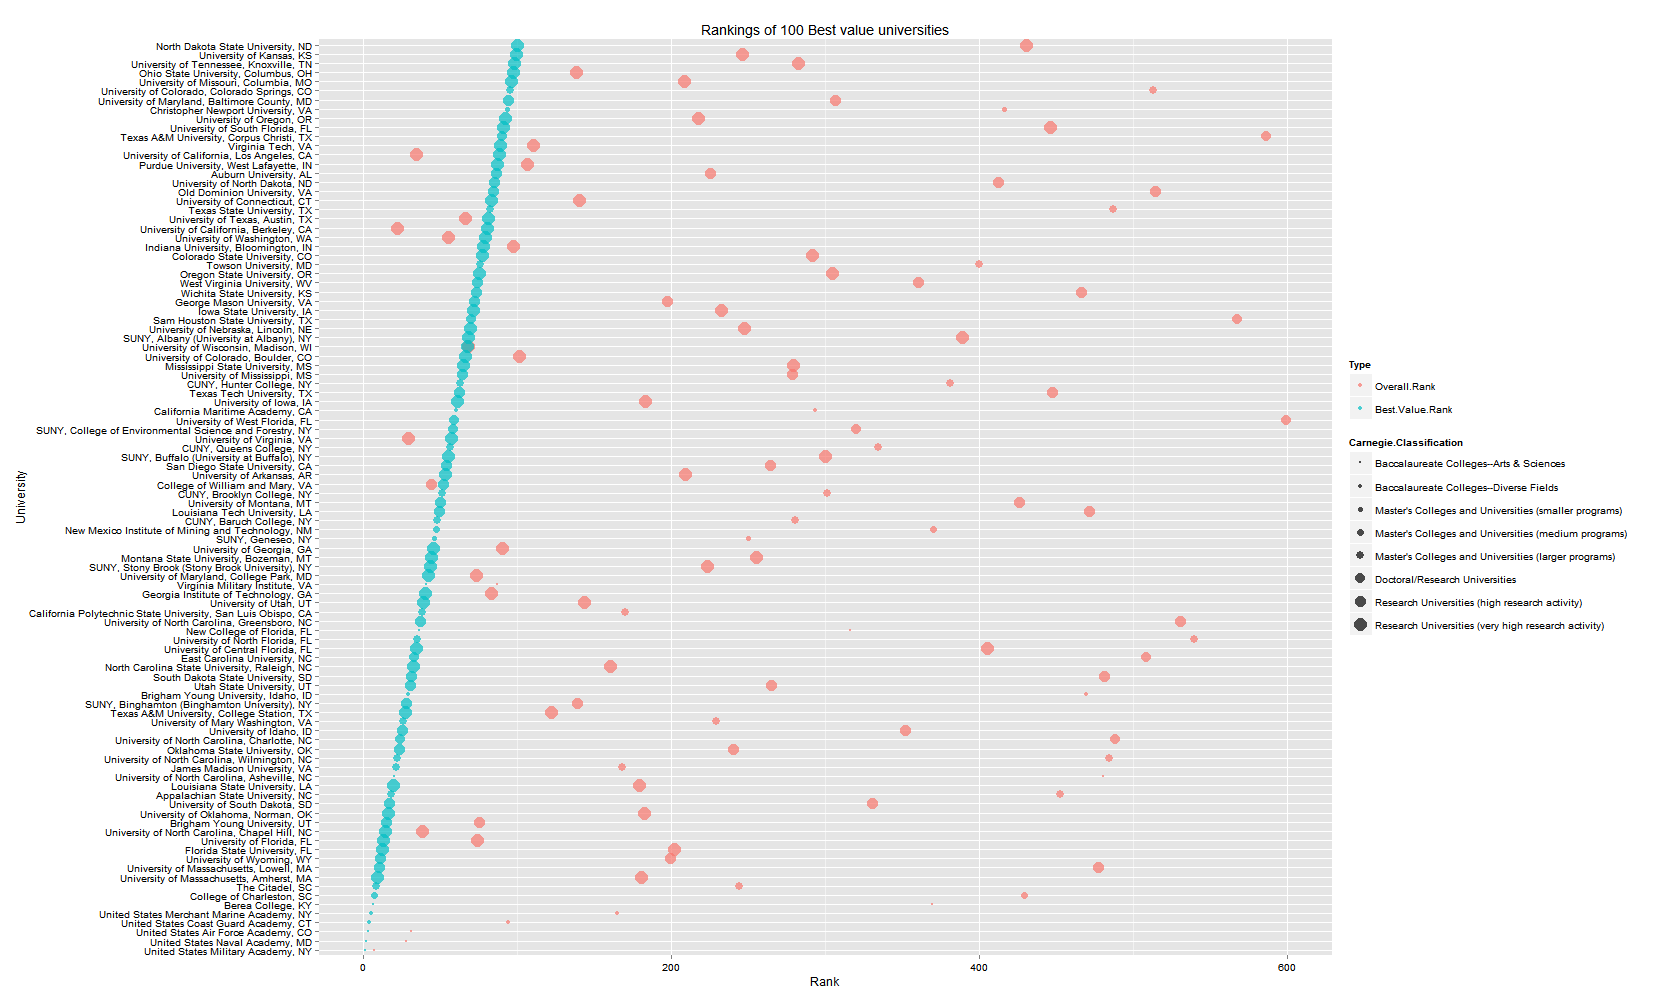 Rankings of 100 Best value universities
North Dakota State University, ND
University of Kansas, KS
University of Tennessee, Knoxville, TN
Ohio State University, Columbus, OH
University of Missouri, Columbia, MO
University of Colorado, Colorado Springs, CO
University of Maryland, Baltimore County, MD
Christopher Newport University, VA
University of Oregon, OR
University of South Florida, FL
Texas A&M University, Corpus Christi, TX
Virginia Tech, VA
University of California, Los Angeles, CA
Purdue University, West Lafayette, IN
Auburn University, AL
University of North Dakota, ND
Old Dominion University, VA
University of Connecticut, CT
Texas State University, TX
University of Texas, Austin, TX
University of California, Berkeley, CA
University of Washington, WA
Indiana University, Bloomington, IN
Colorado State University, CO
Towson University, MD
Oregon State University, OR
West Virginia University, WV
Wichita State University, KS
George Mason University, VA
Iowa State University, IA
Sam Houston State University, TX
University of Nebraska, Lincoln, NE
SUNY, Albany (University at Albany), NY
University of Wisconsin, Madison, WI
University of Colorado, Boulder, CO
Mississippi State University, MS
University of Mississippi, MS
CUNY, Hunter College, NY
Texas Tech University, TX
University of Iowa, IA
California Maritime Academy, CA
University of West Florida, FL
SUNY, College of Environmental Science and Forestry, NY
University of Virginia, VA
CUNY, Queens College, NY
SUNY, Buffalo (University at Buffalo), NY
San Diego State University, CA
University of Arkansas, AR
College of William and Mary, VA
CUNY, Brooklyn College, NY
University of Montana, MT
Louisiana Tech University, LA
CUNY, Baruch College, NY
New Mexico Institute of Mining and Technology, NM
SUNY, Geneseo, NY
University of Georgia, GA
Montana State University, Bozeman, MT
SUNY, Stony Brook (Stony Brook University), NY
University of Maryland, College Park, MD
Virginia Military Institute, VA
Georgia Institute of Technology, GA
University of Utah, UT
California Polytechnic State University, San Luis Obispo, CA
University of North Carolina, Greensboro, NC
New College of Florida, FL
University of North Florida, FL
University of Central Florida, FL
East Carolina University, NC
North Carolina State University, Raleigh, NC
South Dakota State University, SD
Utah State University, UT
Brigham Young University, Idaho, ID
SUNY, Binghamton (Binghamton University), NY
Texas A&M University, College Station, TX
University of Mary Washington, VA
University of Idaho, ID
University of North Carolina, Charlotte, NC
Oklahoma State University, OK
University of North Carolina, Wilmington, NC
James Madison University, VA
University of North Carolina, Asheville, NC
Louisiana State University, LA
Appalachian State University, NC
University of South Dakota, SD
University of Oklahoma, Norman, OK
Brigham Young University, UT
University of North Carolina, Chapel Hill, NC
University of Florida, FL
Florida State University, FL
University of Wyoming, WY
University of Massachusetts, Lowell, MA
University of Massachusetts, Amherst, MA
The Citadel, SC
College of Charleston, SC
Berea College, KY
United States Merchant Marine Academy, NY
United States Coast Guard Academy, CT
United States Air Force Academy, CO
United States Naval Academy, MD
United States Military Academy, NY
University
0
200
400
600
Rank
Type
Overall.Rank
Best.Value.Rank
Carnegie.Classification
Baccalaureate Colleges--Arts & Sciences
Baccalaureate Colleges--Diverse Fields
Master's Colleges and Universities (smaller programs)
Master's Colleges and Universities (medium programs)
Master's Colleges and Universities (larger programs)
Doctoral/Research Universities
Research Universities (high research activity)
Research Universities (very high research activity)